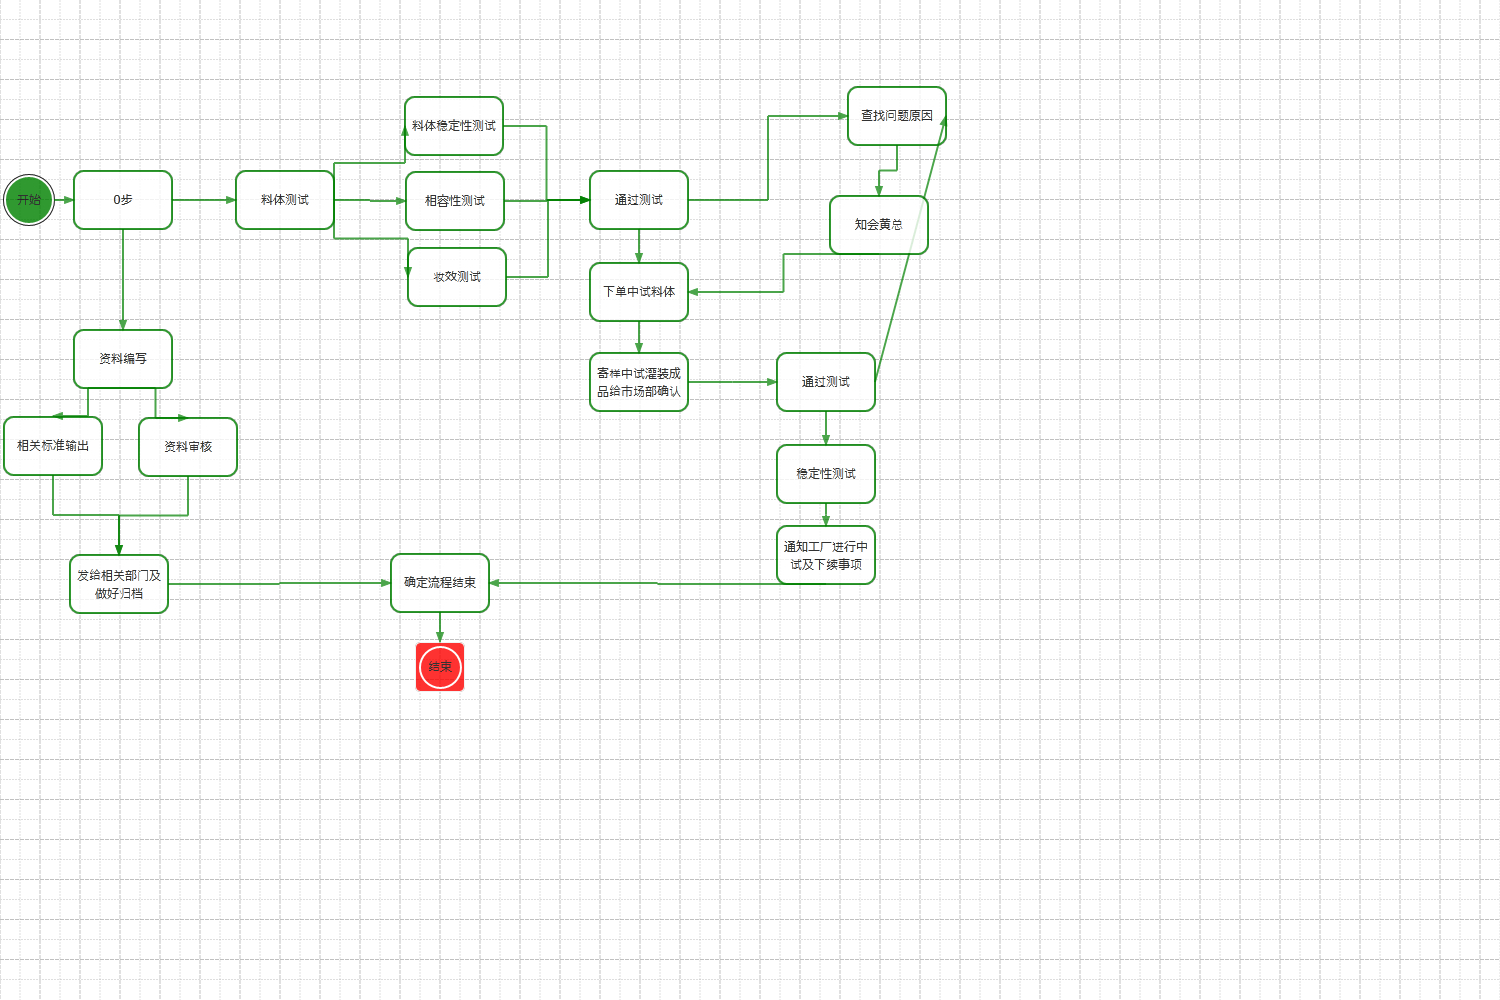 查找问题原因
料体稳定性测试
开始
0步
料体测试
相容性测试
通过测试
知会黄总
妆效测试
下单中试料体
资料编写
寄样中试灌装成
品给市场部确认
通过测试
相关标准输出
资料审核
稳定性测试
通知工厂进行中
试及下续事项
发给相关部门及
做好归档
确定流程结束
结束